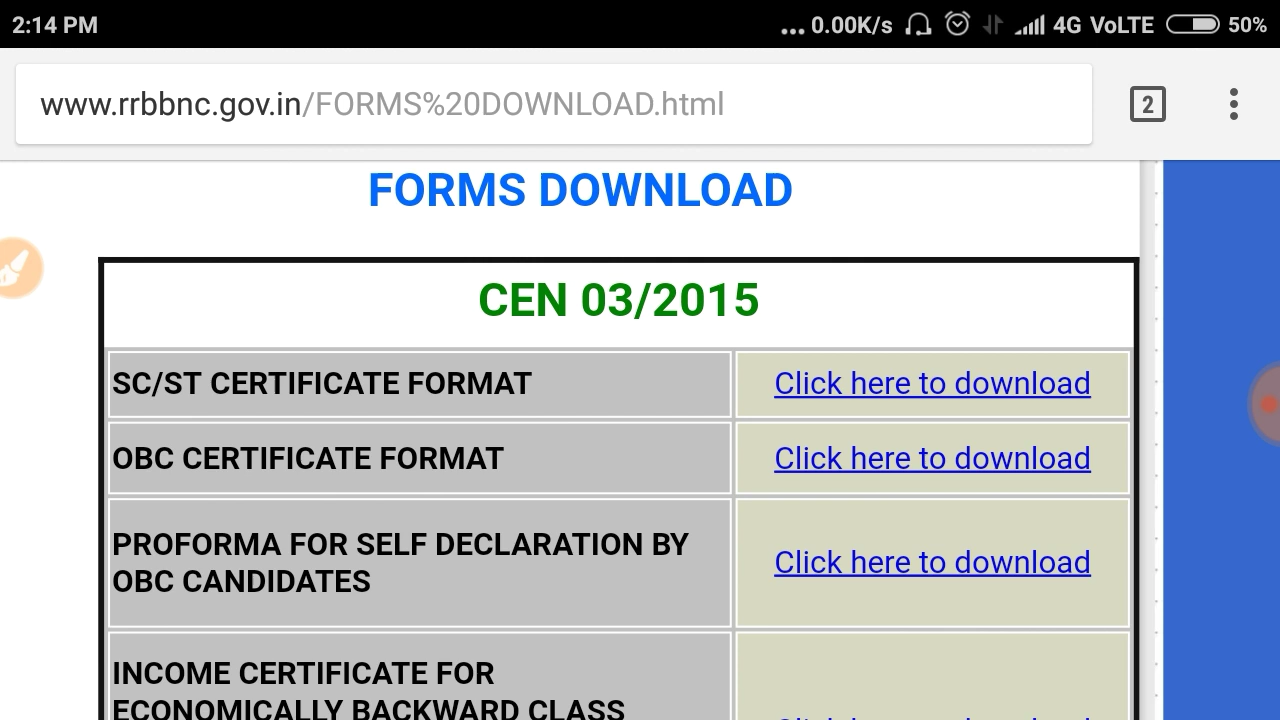 2:14 PM
... 0.00K/s 4G VoLTE 50%
www.rrbbnc.gov.in/FORMS%20DOWNLOAD.html
2
FORMS DOWNLOAD
CEN 03/2015
SC/ST CERTIFICATE FORMAT Click here to download
OBC CERTIFICATE FORMAT Click here to download
PROFORMA FOR SELF DECLARATION BY
OBC CANDIDATES
Click here to download
INCOME CERTIFICATE FOR
ECONOMICALLY BACKWARD CLASS